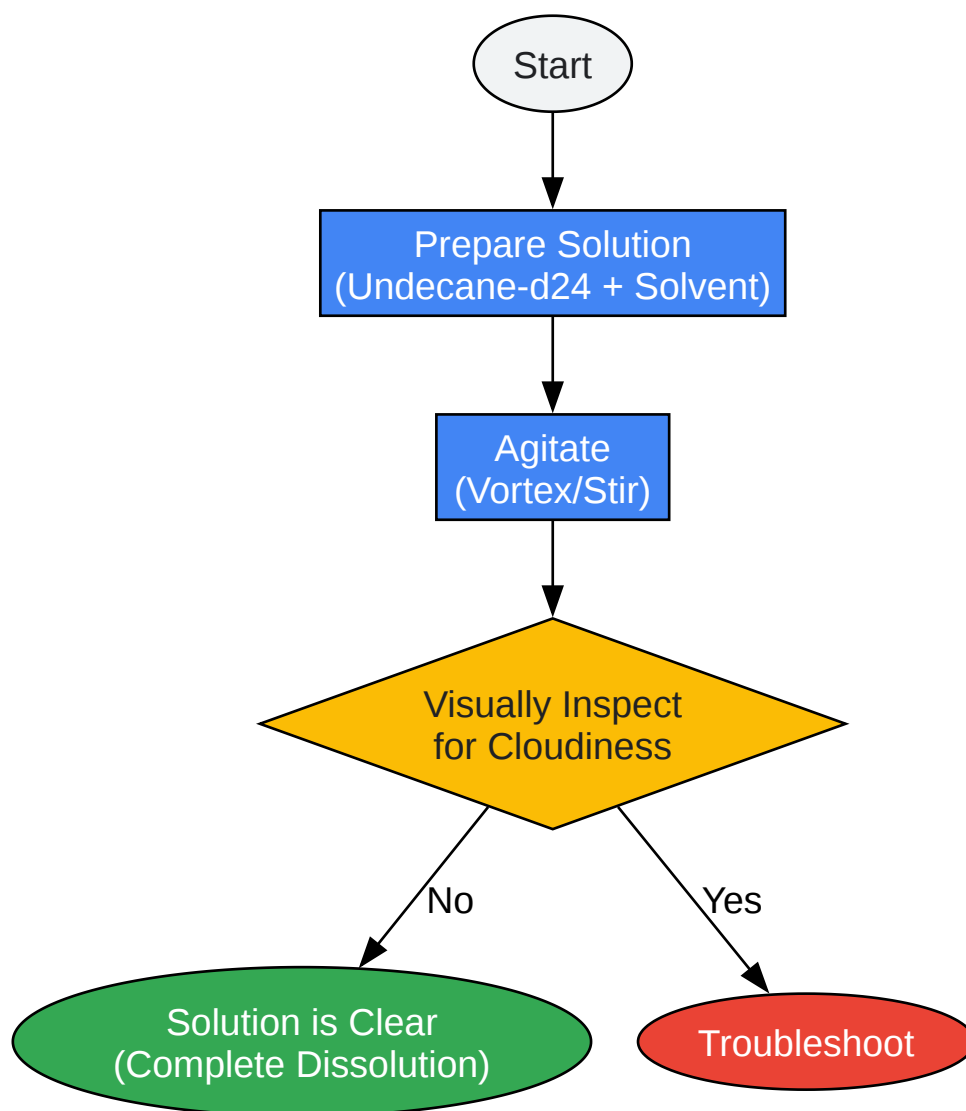 Start
Prepare Solution
(Undecane-d24 + Solvent)
Agitate
(Vortex/Stir)
Visually Inspect
for Cloudiness
No
Yes
Solution is Clear
(Complete Dissolution)
Troubleshoot